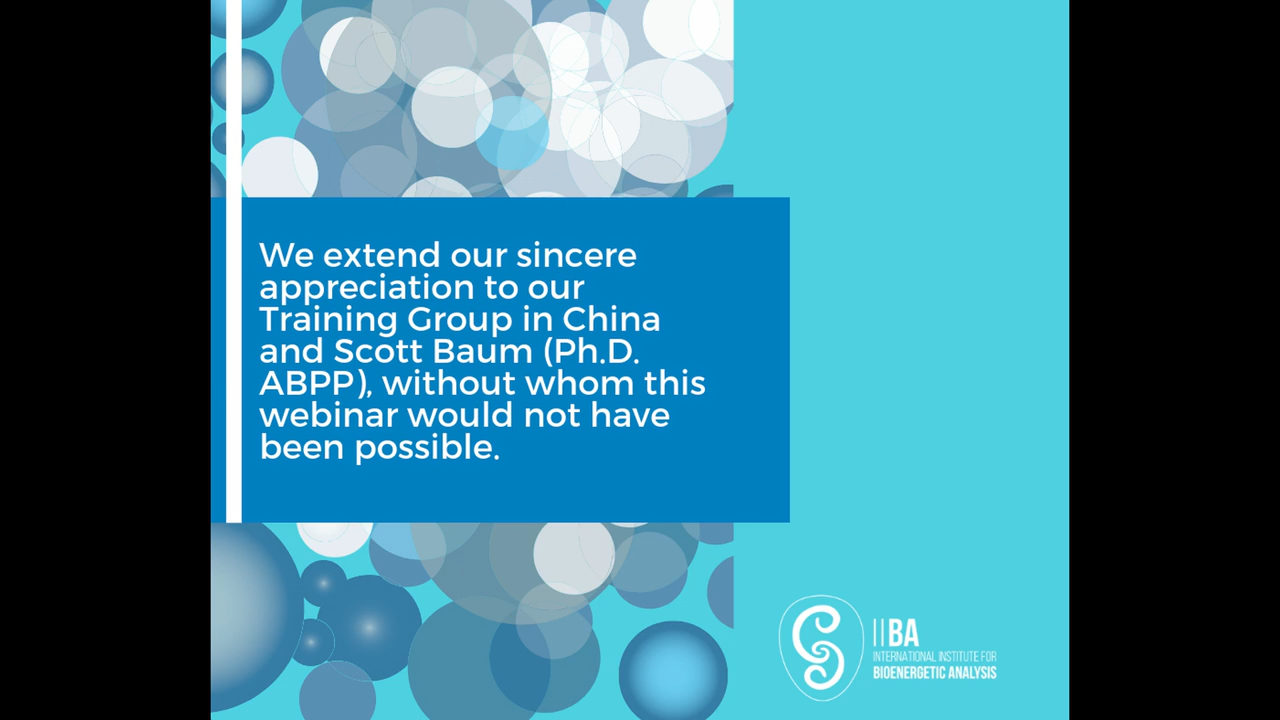 We extend our sincere
appreciation to our
Training Group in China
and Scott Baum (Ph.D.
ABPP), without whom this
webinar would not have
been possible.
IIBA
INTERNATIONAL INSTITUTE FOR
BIOENERGETIC ANALYSIS